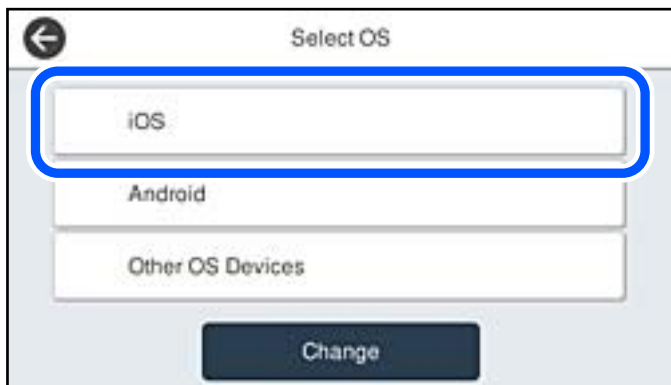 Select OS
iOS
Android
Other OS Devices
Change